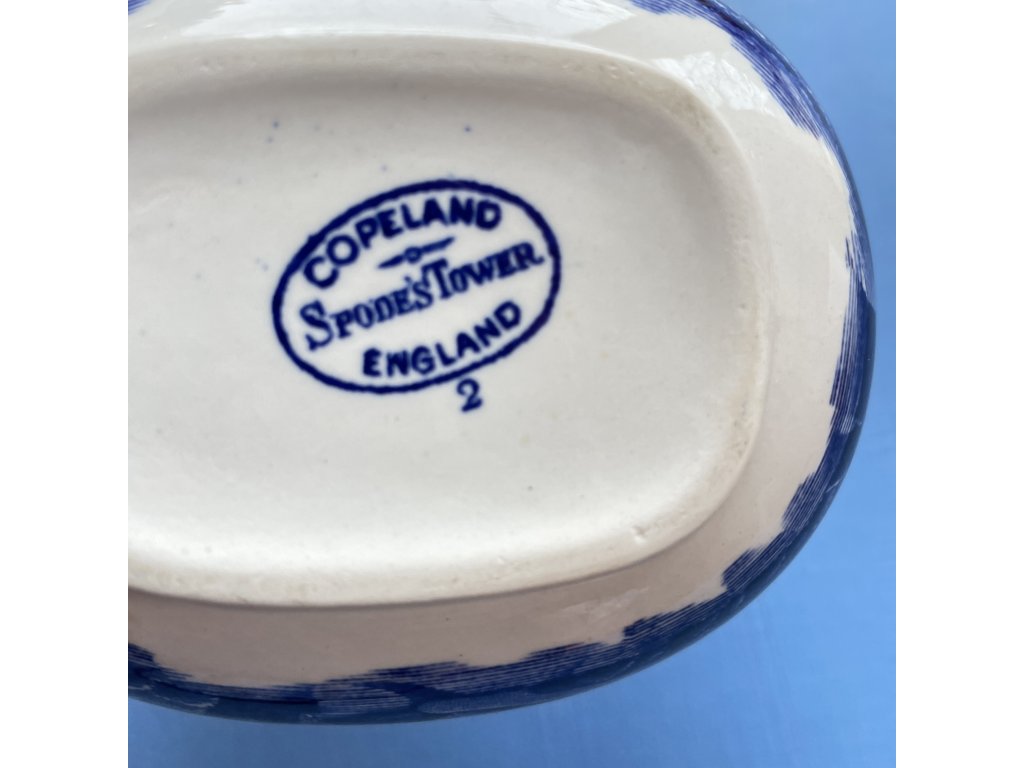 COPELAND
SPODE'S TOWER
ENGLAND
2